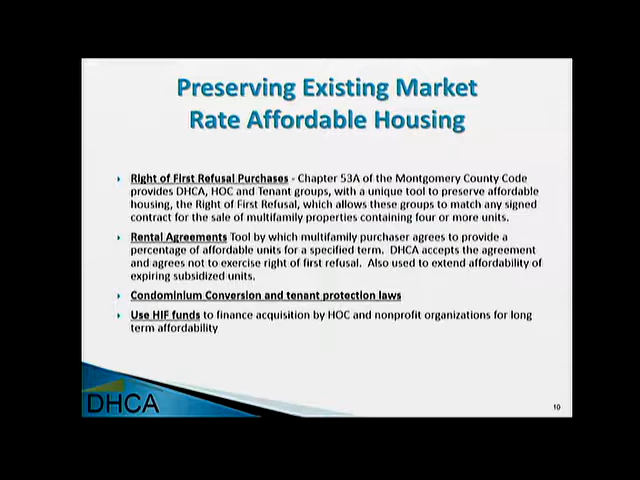 Preserving Existing Market
Rate Affordable Housing
Right of First Refusal Purchases - Chapter 53A of the Montgomery County Code
provides DHCA, HOC and Tenant groups, with a unique tool to preserve affordable
housing, the Right of First Refusal, which allows these groups to match any signed
contract for the sale of multifamily properties containing four or more units.
Rental Agreements Tool by which multifamily purchaser agrees to provide a
percentage of affordable units for a specified term. DHCA accepts the agreement
and agrees not to exercise right of first refusal. Also used to extend affordability of
expiring subsidized units.
Condominium Conversion and tenant protection laws
Use HIF funds to finance acquisition by HOC and nonprofit organizations for long
term affordability
DHCA
10